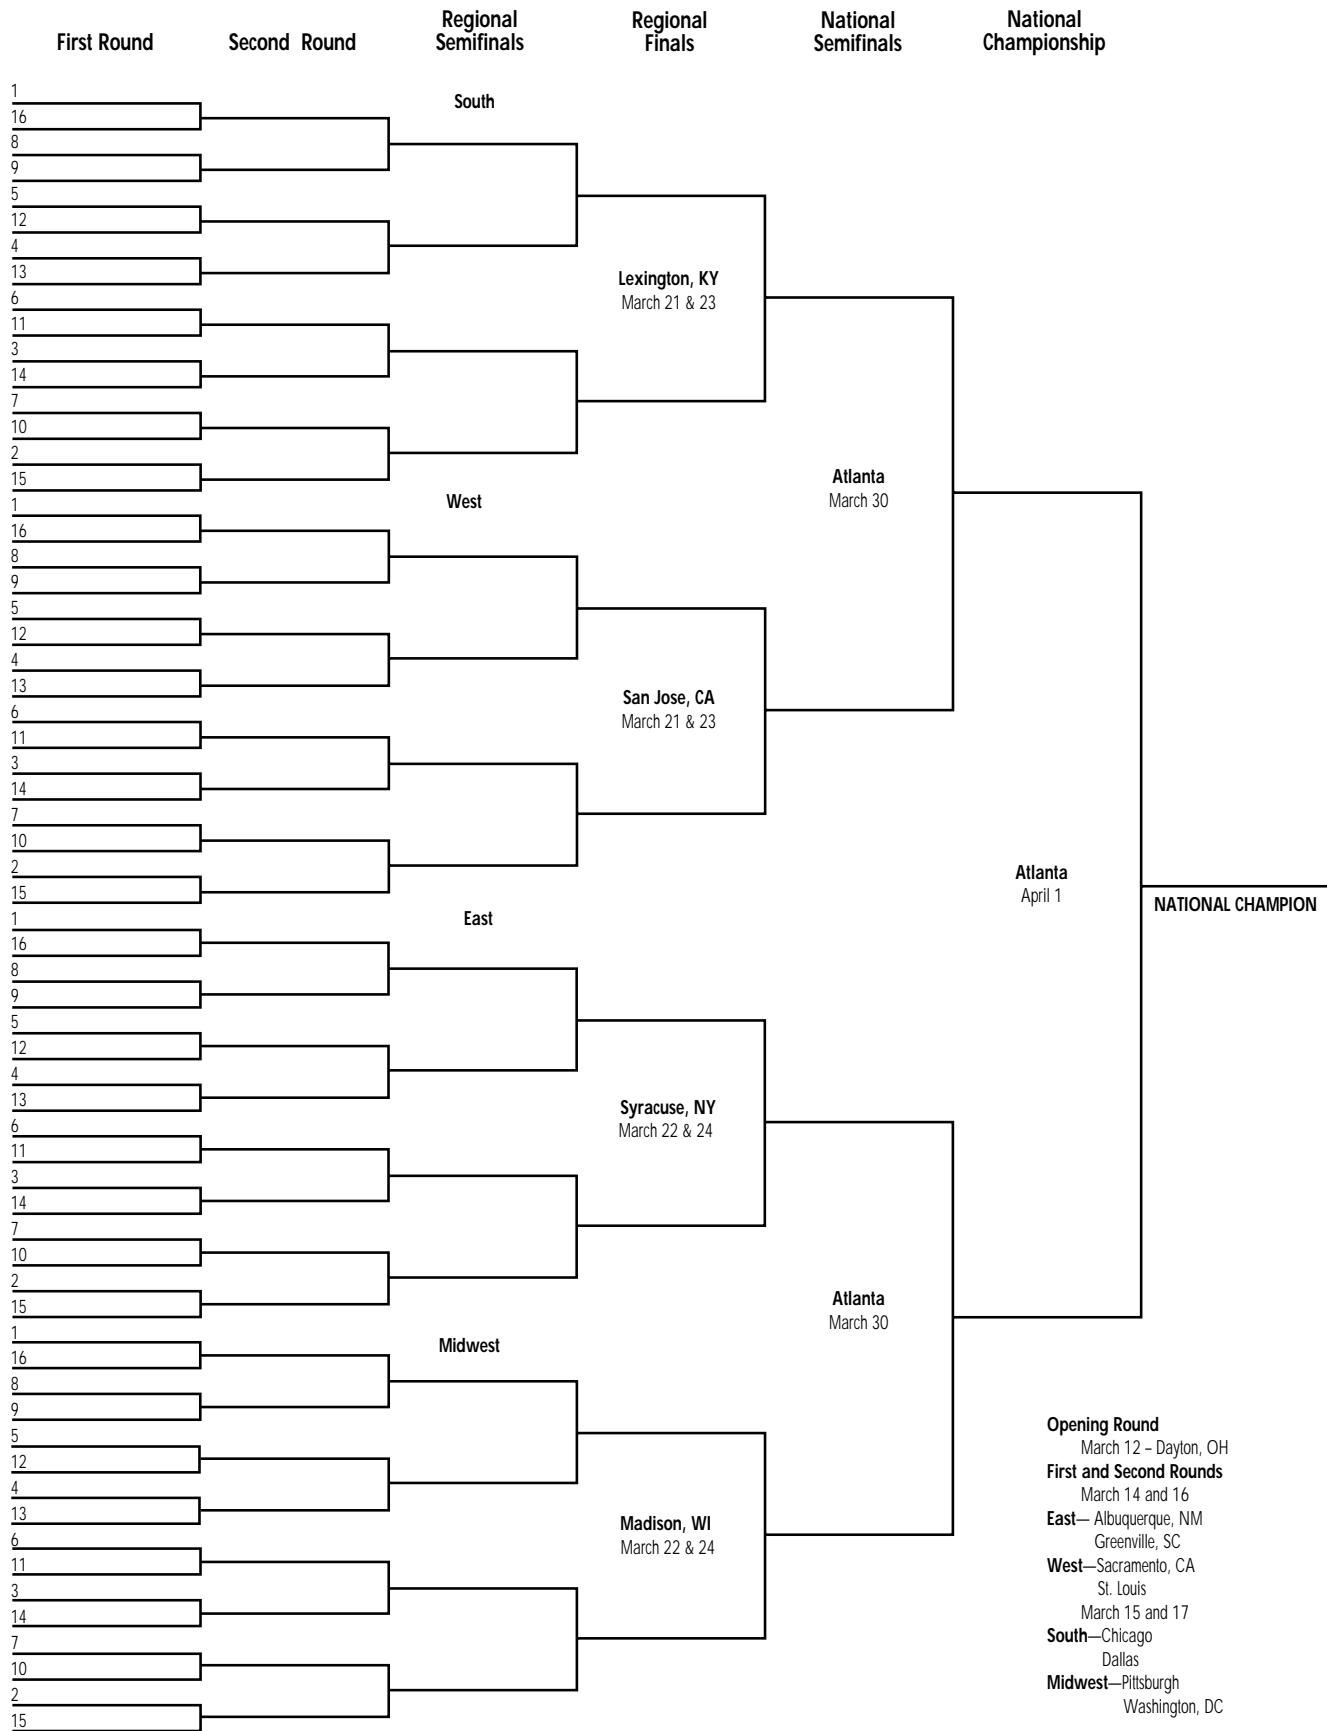 First Round
Second Round
Regional
Semifinals
Regional
Finals
National
Semifinals
National
Championship
South
1
16
8
9
5
12
4
13
6
11
3
14
7
10
2
15
Lexington, KY
March 21 & 23
West
1
16
8
9
5
12
4
13
6
11
3
14
7
10
2
15
San Jose, CA
March 21 & 23
Atlanta
March 30
East
1
16
8
9
5
12
4
13
6
11
3
14
7
10
2
15
Syracuse, NY
March 22 & 24
Midwest
1
16
8
9
5
12
4
13
6
11
3
14
7
10
2
15
Madison, WI
March 22 & 24
Atlanta
March 30
Atlanta
April 1
NATIONAL CHAMPION
Opening Round
March 12 – Dayton, OH
First and Second Rounds
March 14 and 16
East— Albuquerque, NM
Greenville, SC
West—Sacramento, CA
St. Louis
March 15 and 17
South—Chicago
Dallas
Midwest—Pittsburgh
Washington, DC